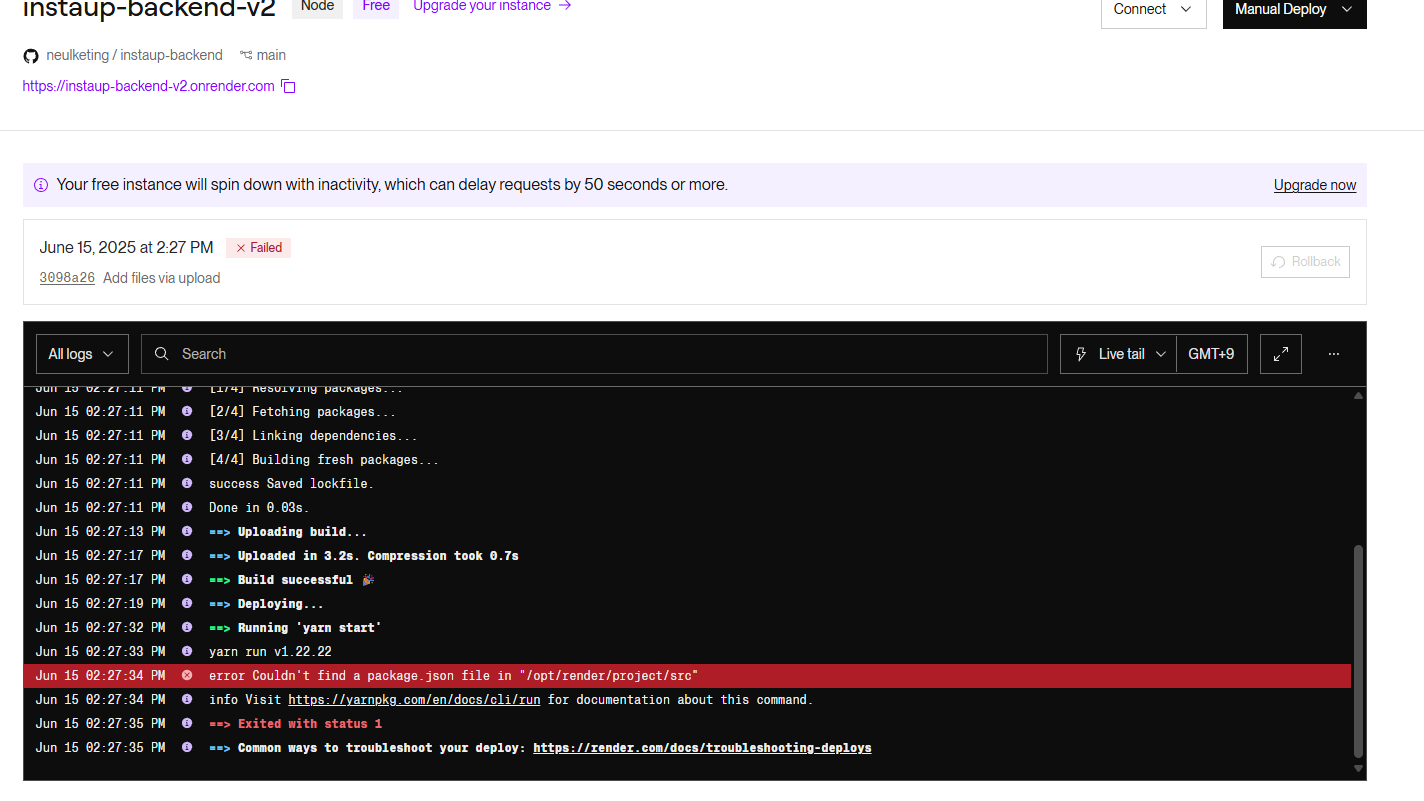 instaup-backend-v2 Node Free Upgrade your instance → Connect Manual Deploy
neulketing / instaup-backend main
https://instaup-backend-v2.onrender.com
Your free instance will spin down with inactivity, which can delay requests by 50 seconds or more. Upgrade now
June 15, 2025 at 2:27 PM Failed
3098a26 Add files via upload
Rollback
All logs Search Live tail GMT+9 ...
Jun 15 02:27:11 PM [1/4] Resolving packages...
Jun 15 02:27:11 PM [2/4] Fetching packages...
Jun 15 02:27:11 PM [3/4] Linking dependencies...
Jun 15 02:27:11 PM [4/4] Building fresh packages...
Jun 15 02:27:11 PM success Saved lockfile.
Jun 15 02:27:11 PM Done in 0.03s.
Jun 15 02:27:13 PM ==> Uploading build...
Jun 15 02:27:17 PM ==> Uploaded in 3.2s. Compression took 0.7s
Jun 15 02:27:17 PM ==> Build successful 🎉
Jun 15 02:27:19 PM ==> Deploying...
Jun 15 02:27:32 PM ==> Running 'yarn start'
Jun 15 02:27:33 PM yarn run v1.22.22
Jun 15 02:27:34 PM error Couldn't find a package.json file in "/opt/render/project/src"
Jun 15 02:27:34 PM info Visit https://yarnpkg.com/en/docs/cli/run for documentation about this command.
Jun 15 02:27:35 PM ==> Exited with status 1
Jun 15 02:27:35 PM ==> Common ways to troubleshoot your deploy: https://render.com/docs/troubleshooting-deploys